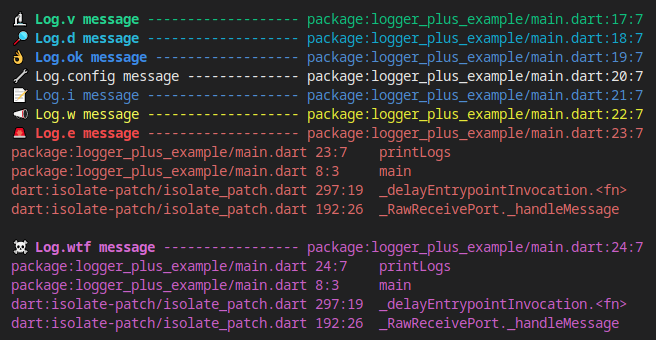 🔬 Log.v message ------------------- package:logger_plus_example/main.dart:17:7
🔎 Log.d message ------------------- package:logger_plus_example/main.dart:18:7
👌 Log.ok message ------------------ package:logger_plus_example/main.dart:19:7
🔧 Log.config message -------------- package:logger_plus_example/main.dart:20:7
📝 Log.i message ------------------- package:logger_plus_example/main.dart:21:7
📢 Log.w message ------------------- package:logger_plus_example/main.dart:22:7
🚨 Log.e message ------------------- package:logger_plus_example/main.dart:23:7
package:logger_plus_example/main.dart 23:7    printLogs
package:logger_plus_example/main.dart 8:3     main
dart:isolate-patch/isolate_patch.dart 297:19  _delayEntrypointInvocation.<fn>
dart:isolate-patch/isolate_patch.dart 192:26  _RawReceivePort._handleMessage
☠️ Log.wtf message ----------------- package:logger_plus_example/main.dart:24:7
package:logger_plus_example/main.dart 24:7    printLogs
package:logger_plus_example/main.dart 8:3     main
dart:isolate-patch/isolate_patch.dart 297:19  _delayEntrypointInvocation.<fn>
dart:isolate-patch/isolate_patch.dart 192:26  _RawReceivePort._handleMessage